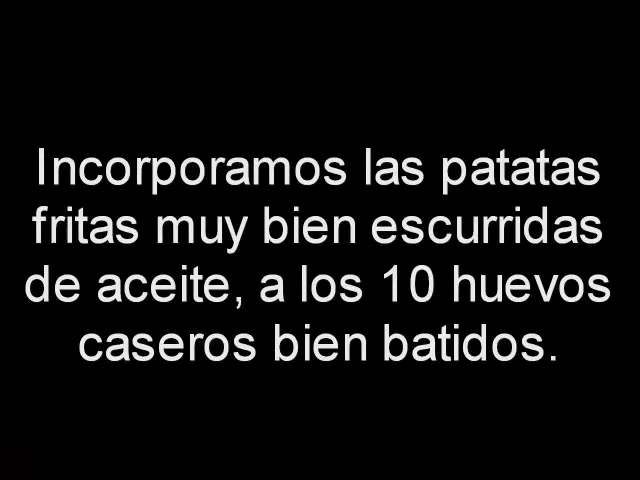 Incorporamos las patatas
fritas muy bien escurridas
de aceite, a los 10 huevos
caseros bien batidos.